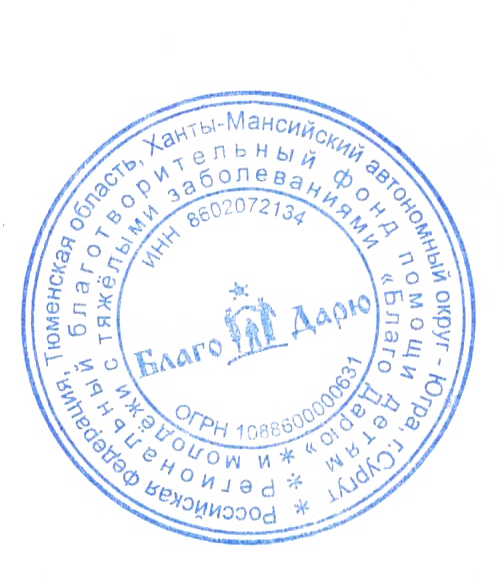 Российская федерация, Тюменская область, Ханты-Мансийский автономный округ - Югра, г.Сургут *
Региональный благотворительный фонд помощи детям *
и молодёжи с тяжёлыми заболеваниями «Благо Дарю» *
ИНН 8602072134
Благо Дарю
ОГРН 1088600000631